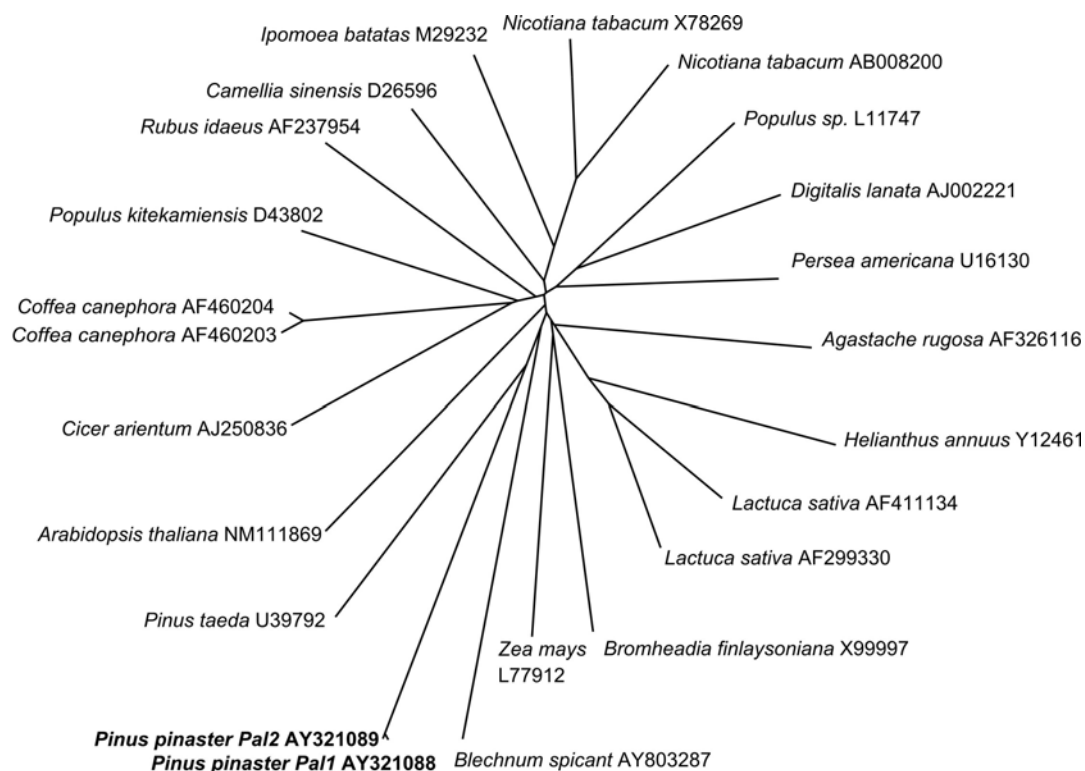 Nicotiana tabacum X78269
Ipomoea batatas M29232
Nicotiana tabacum AB008200
Camellia sinensis D26596
Populus sp. L11747
Rubus idaeus AF237954
Digitalis lanata AJ002221
Populus kitekamiensis D43802
Persea americana U16130
Coffea canephora AF460204
Coffea canephora AF460203
Agastache rugosa AF326116
Cicer arientum AJ250836
Helianthus annuus Y12461
Lactuca sativa AF411134
Arabidopsis thaliana NM111869
Lactuca sativa AF299330
Pinus taeda U39792
Zea mays
L77912
Bromheadia finlaysoniana X99997
Pinus pinaster Pal2 AY321089
Pinus pinaster Pal1 AY321088
Blechnum spicant AY803287